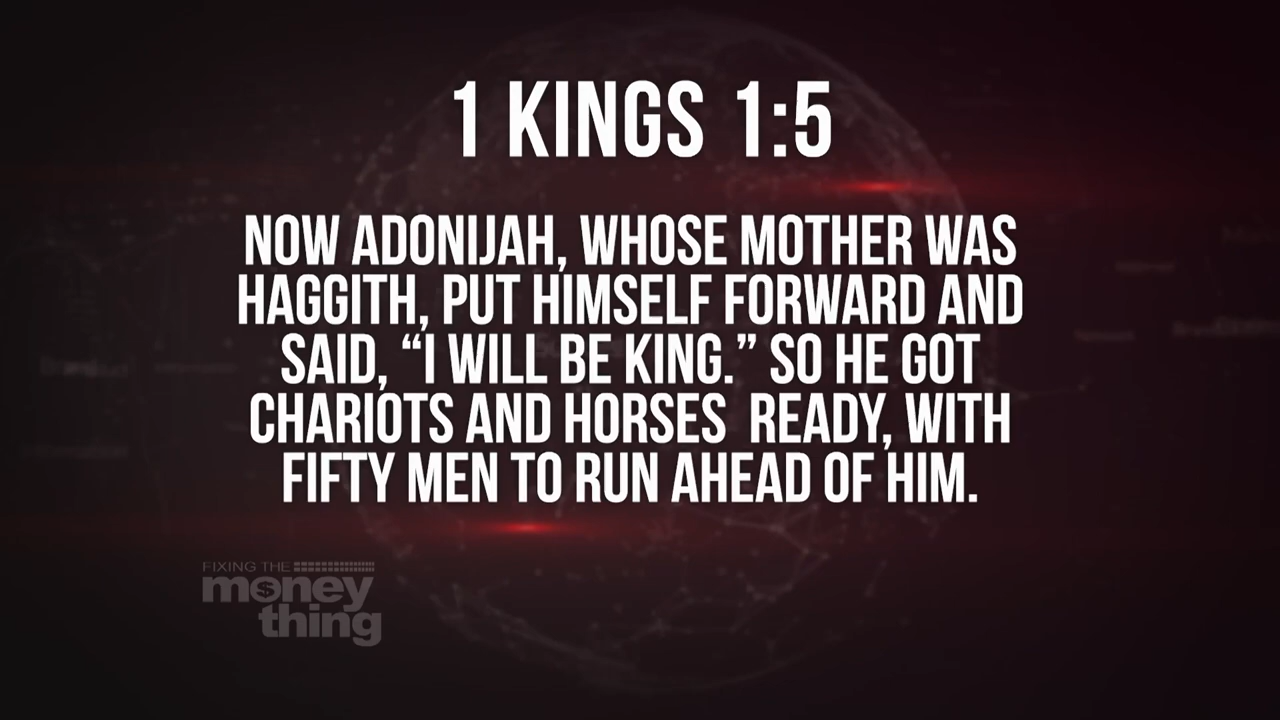 1 KINGS 1:5
NOW ADONIJAH, WHOSE MOTHER WAS
HAGGITH, PUT HIMSELF FORWARD AND
SAID, “I WILL BE KING.” SO HE GOT
CHARIOTS AND HORSES  READY, WITH
FIFTY MEN TO RUN AHEAD OF HIM.
FIXING THE
money
thing